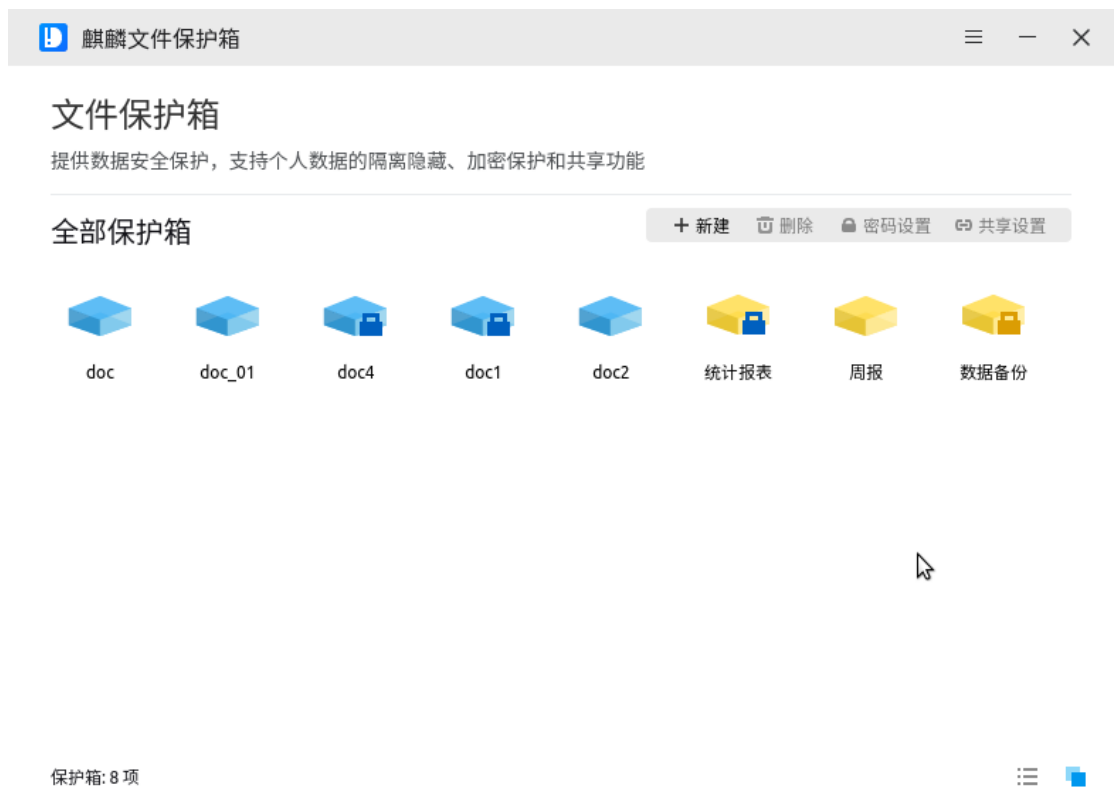 麒麟文件保护箱
文件保护箱
提供数据安全保护，支持个人数据的隔离隐藏、加密保护和共享功能
全部保护箱
新建 删除 密码设置 共享设置
doc doc_01 doc4 doc1 doc2 统计报表 周报 数据备份
保护箱: 8 项